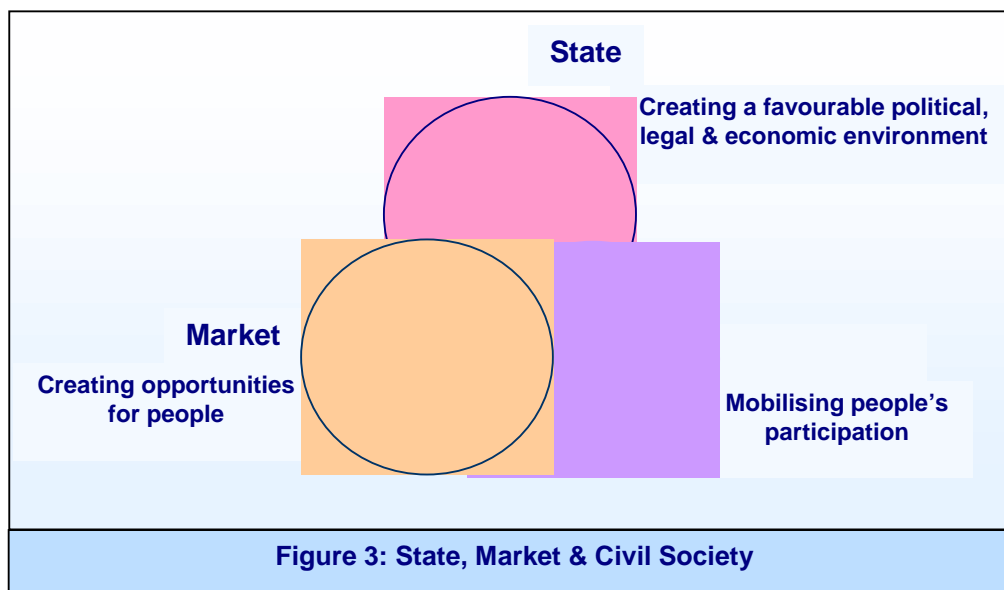 State
Creating a favourable political,
legal & economic environment
Market
Creating opportunities
for people
Mobilising people's
participation
Figure 3: State, Market & Civil Society